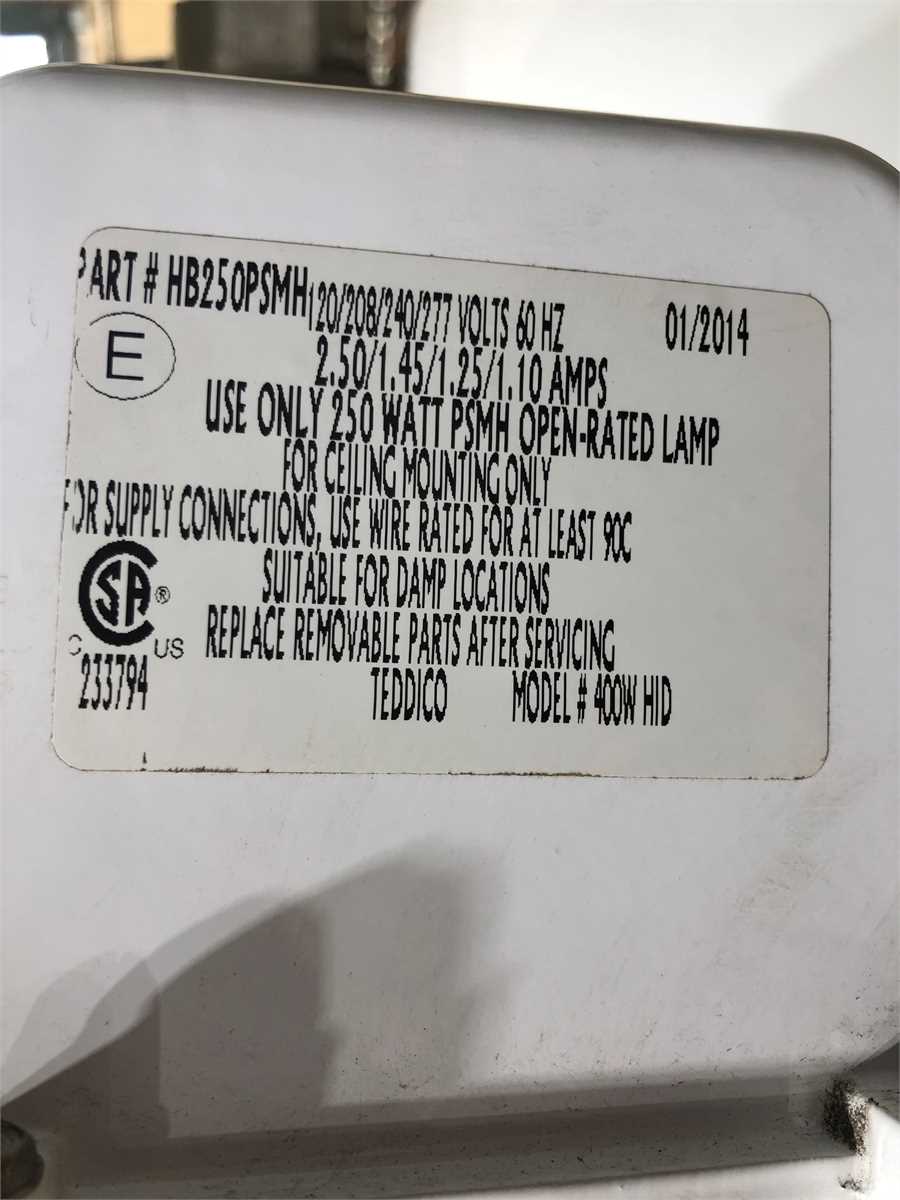 PART # HB250PSMH 120/208/240/277 VOLTS 60 HZ 01/2014
E
2.50/1.45/1.25/1.10 AMPS
USE ONLY 250 WATT PSMH OPEN-RATED LAMP
FOR CEILING MOUNTING ONLY
FOR SUPPLY CONNECTIONS, USE WIRE RATED FOR AT LEAST 90C
SUITABLE FOR DAMP LOCATIONS
CSA®
C US
REPLACE REMOVABLE PARTS AFTER SERVICING
233794
TEDDICO MODEL # 400W HID